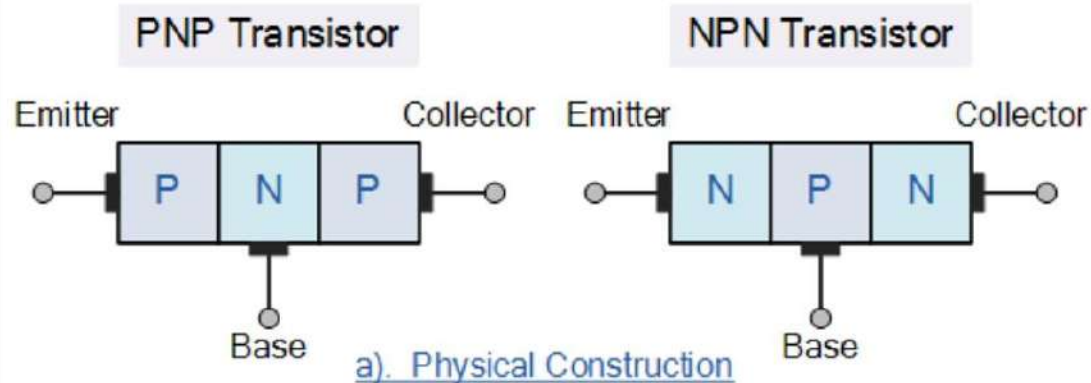 PNP Transistor
NPN Transistor
Emitter
Collector
Emitter
Collector
P N P
N P N
Base
Base
a). Physical Construction